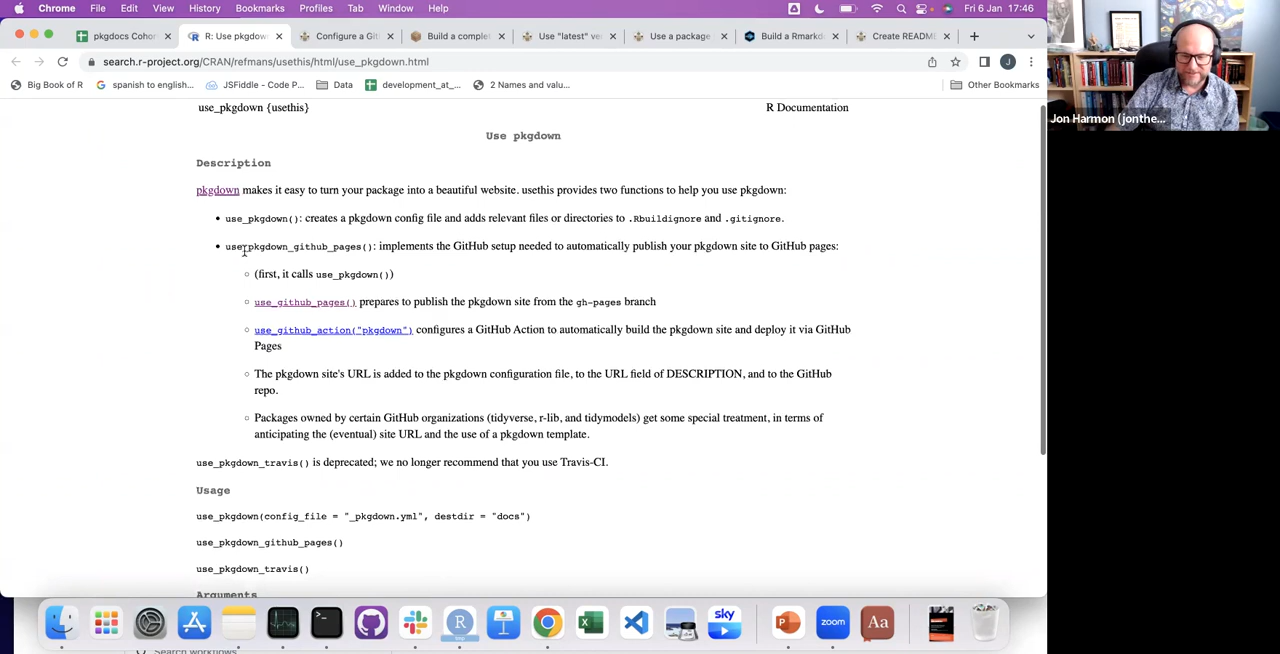 Chrome File Edit View History Bookmarks Profiles Tab Window Help Fri 6 Jan 17:46
pkgdocs Cohor R: Use pkgdow Configure a Git Build a comple Use "latest" ve Use a package Build a Rmark Create READM
search.r-project.org/CRAN/refmans/usethis/html/use_pkgdown.html
Big Book of R spanish to english... JSFiddle - Code P... Data development_at_... 2 Names and valu... Other Bookmarks
use_pkgdown {usethis} R Documentation
Use pkgdown
Description
pkgdown makes it easy to turn your package into a beautiful website. usethis provides two functions to help you use pkgdown:
• use_pkgdown(): creates a pkgdown config file and adds relevant files or directories to .Rbuildignore and .gitignore.
• use_pkgdown_github_pages(): implements the GitHub setup needed to automatically publish your pkgdown site to GitHub pages:
(first, it calls use_pkgdown())
use_github_pages() prepares to publish the pkgdown site from the gh-pages branch
use_github_action("pkgdown") configures a GitHub Action to automatically build the pkgdown site and deploy it via GitHub
Pages
The pkgdown site's URL is added to the pkgdown configuration file, to the URL field of DESCRIPTION, and to the GitHub
repo.
Packages owned by certain GitHub organizations (tidyverse, r-lib, and tidymodels) get some special treatment, in terms of
anticipating the (eventual) site URL and the use of a pkgdown template.
use_pkgdown_travis() is deprecated; we no longer recommend that you use Travis-CI.
Usage
use_pkgdown(config_file = "_pkgdown.yml", destdir = "docs")
use_pkgdown_github_pages()
use_pkgdown_travis()
Arguments
Jon Harmon (jonthe...
sky
zoom
Aa
Search workflows